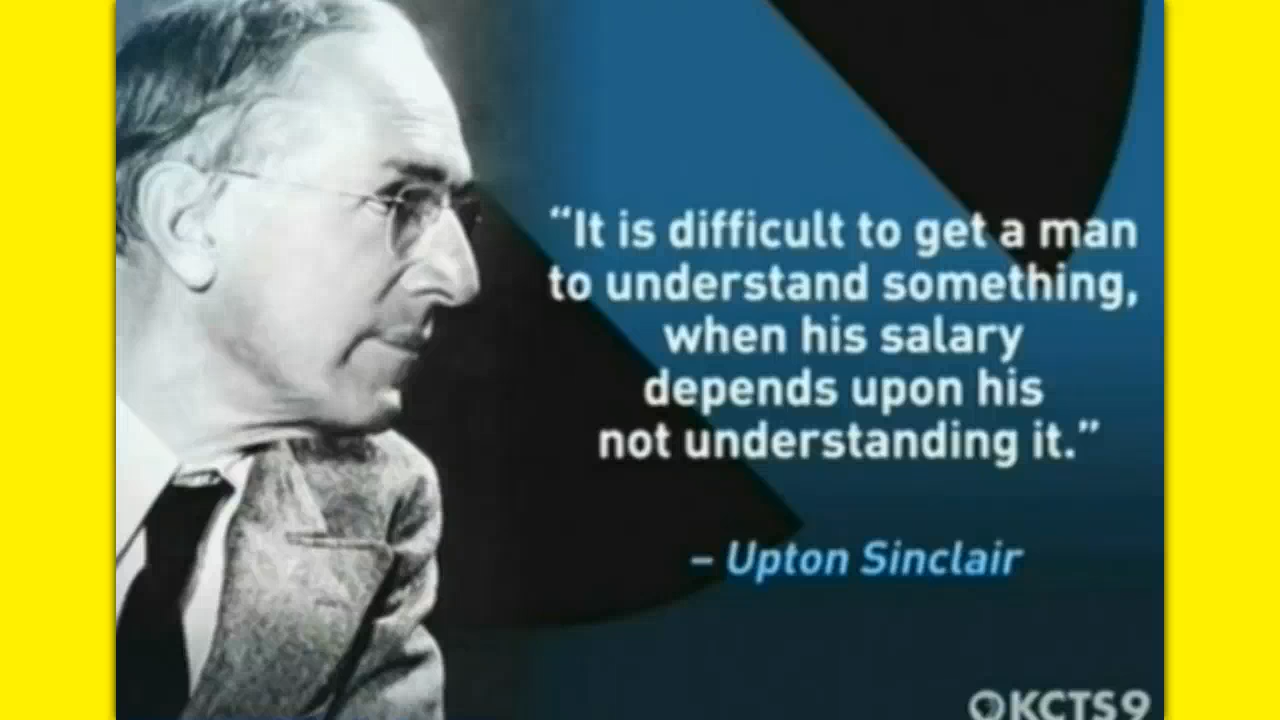 “It is difficult to get a man
to understand something,
when his salary
depends upon his
not understanding it.”
– Upton Sinclair
KCTS9